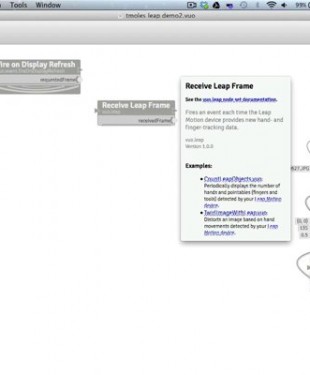 Tools Window
99%
tmoles leap demo2.vuo
ire on Display Refresh
requestedFrame
Receive Leap Frame
vuo.leap
receivedFrame
Receive Leap Frame
See the vuo.leap node set documentation.
Fires an event each time the Leap
Motion device provides new hand- and
finger-tracking data.
vuo.leap
Version 1.0.0
Examples:
CountLeapObjects.vuo:
Periodically displays the number
of hands and pointables (fingers and
tools) detected by your Leap Motion
device.
TwirlImageWithLeap.vuo:
Distorts an image based on hand
movements detected by your Leap
Motion device.